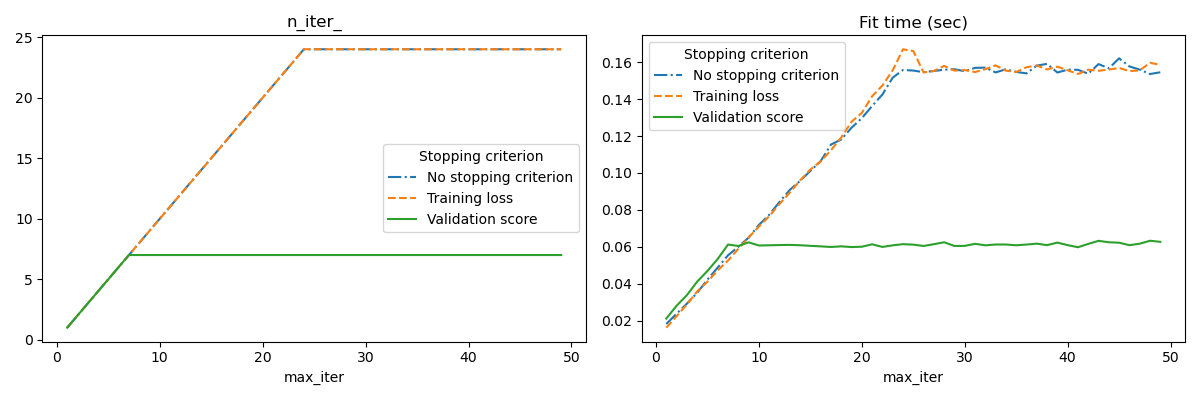 n_iter_
25
20
15
10
5
0
0 10 20 30 40 50
max_iter
Stopping criterion
No stopping criterion
Training loss
Validation score
Fit time (sec)
0.16
0.14
0.12
0.10
0.08
0.06
0.04
0.02
0 10 20 30 40 50
max_iter
Stopping criterion
No stopping criterion
Training loss
Validation score